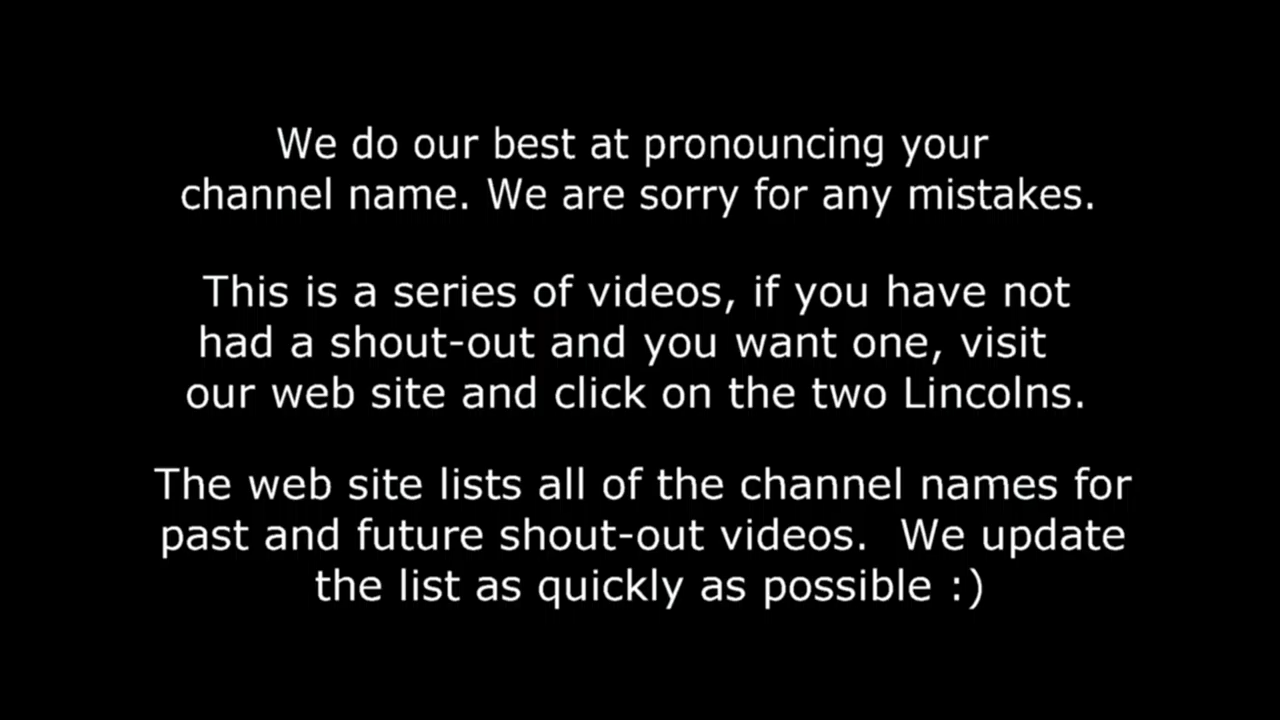 We do our best at pronouncing your
channel name. We are sorry for any mistakes.
This is a series of videos, if you have not
had a shout-out and you want one, visit
our web site and click on the two Lincolns.
The web site lists all of the channel names for
past and future shout-out videos.  We update
the list as quickly as possible :)